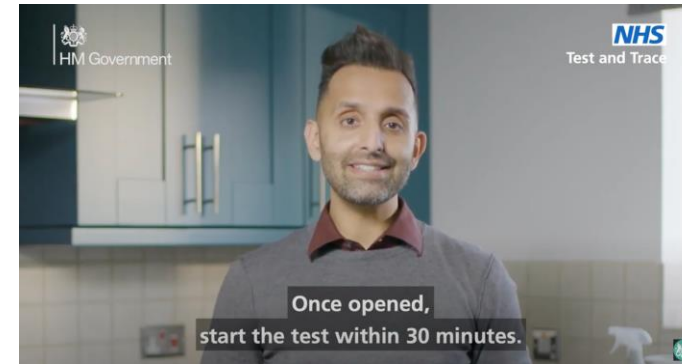 HM Government
NHS
Test and Trace
Once opened,
start the test within 30 minutes.